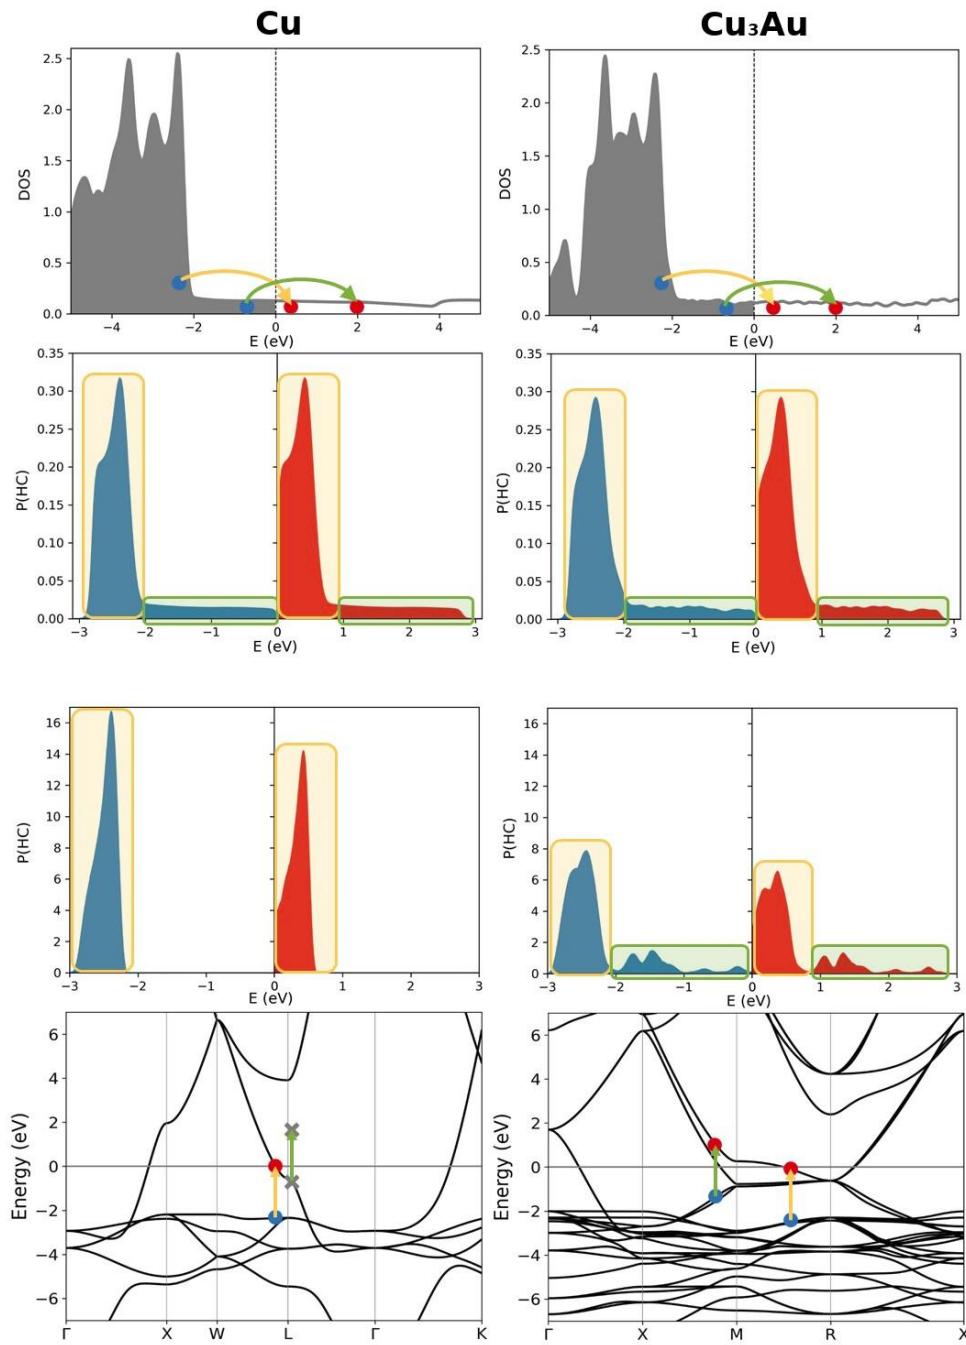 Cu
Cu₃Au
2.5
2.0
1.5
1.0
0.5
0.0
DOS
−4 −2 0 2 4
E (eV)
2.5
2.0
1.5
1.0
0.5
0.0
DOS
−4 −2 0 2 4
E (eV)
0.35
0.30
0.25
0.20
0.15
0.10
0.05
0.00
P(HC)
−3 −2 −1 0 1 2 3
E (eV)
0.35
0.30
0.25
0.20
0.15
0.10
0.05
0.00
P(HC)
−3 −2 −1 0 1 2 3
E (eV)
16
14
12
10
8
6
4
2
0
P(HC)
−3 −2 −1 0 1 2 3
E (eV)
16
14
12
10
8
6
4
2
0
P(HC)
−3 −2 −1 0 1 2 3
E (eV)
6
4
2
0
−2
−4
−6
Energy (eV)
Γ X W L Γ K
6
4
2
0
−2
−4
−6
Energy (eV)
Γ X M R X